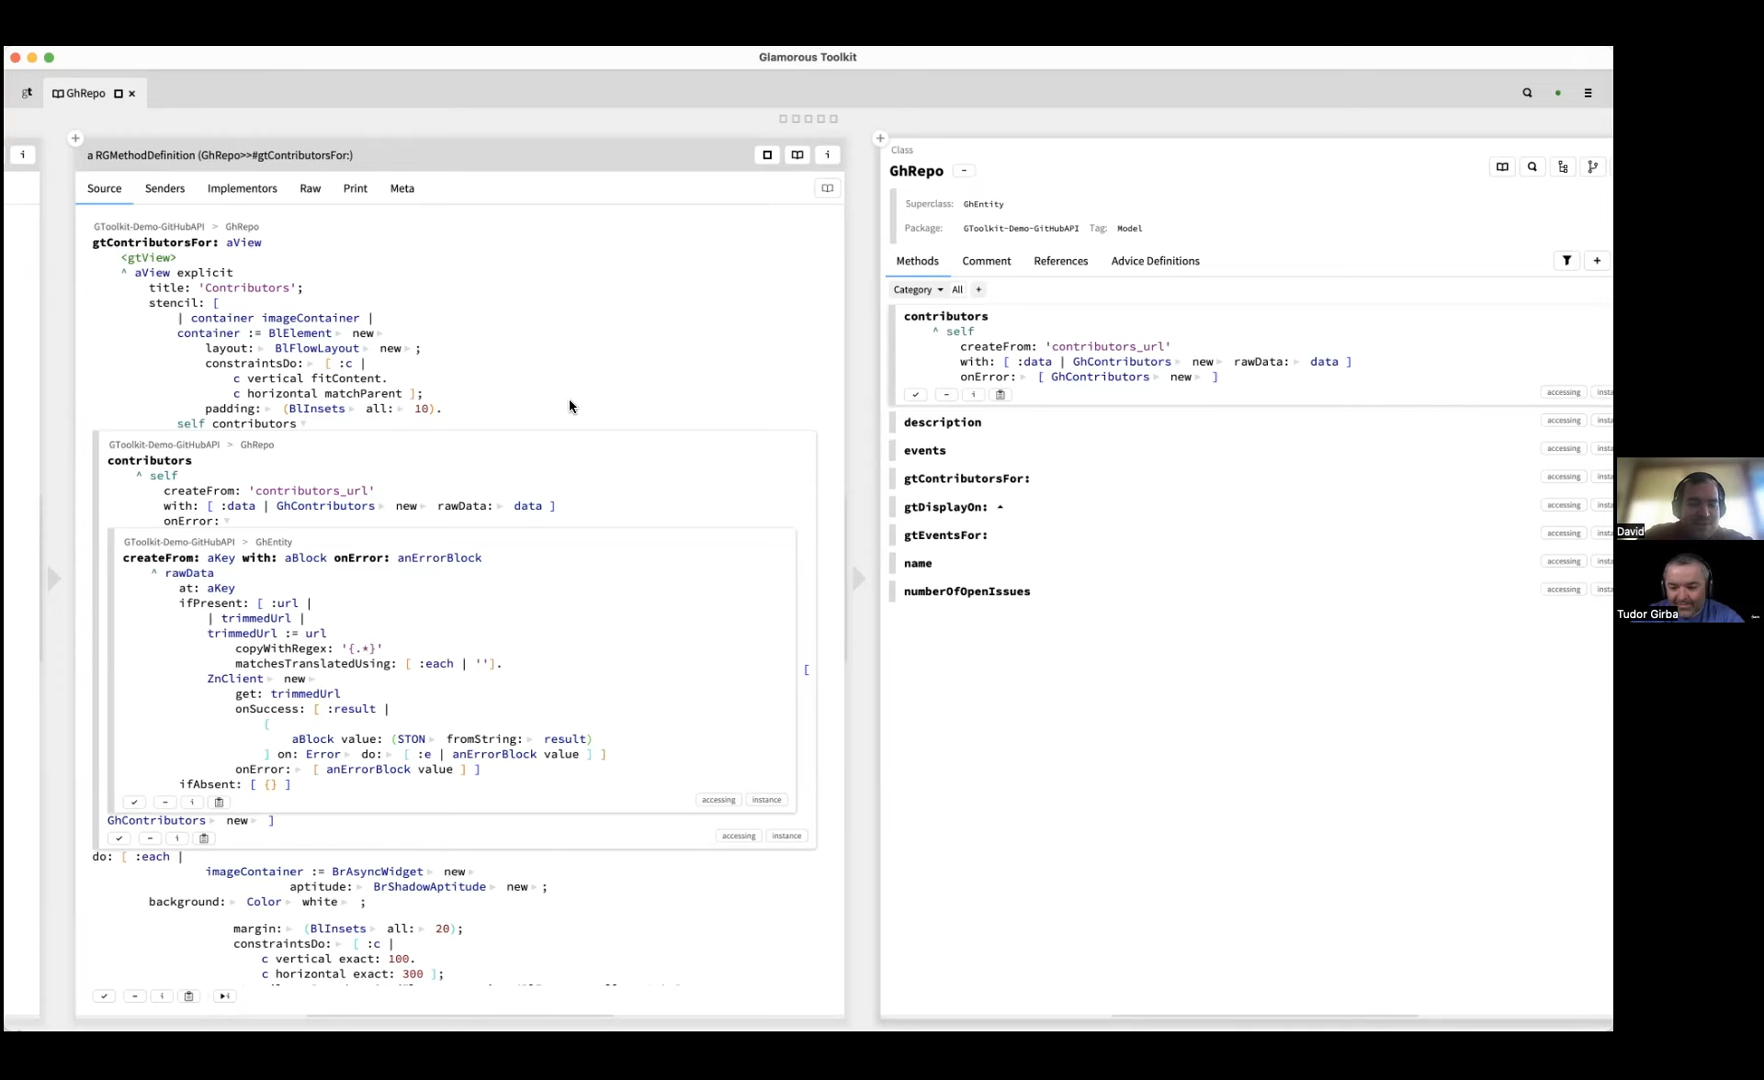 Glamorous Toolkit
gt
GhRepo
i
a RGMethodDefinition (GhRepo>>#gtContributorsFor:)
i
Source Senders Implementors Raw Print Meta
GToolkit-Demo-GitHubAPI > GhRepo
gtContributorsFor: aView
<gtView>
^ aView explicit
title: 'Contributors';
stencil: [
| container imageContainer |
container := BlElement new
layout: BlFlowLayout new ;
constraintsDo: [ :c |
c vertical fitContent.
c horizontal matchParent ];
padding: (BlInsets all: 10).
self contributors
GToolkit-Demo-GitHubAPI > GhRepo
contributors
^ self
createFrom: 'contributors_url'
with: [ :data | GhContributors new rawData: data ]
onError:
GToolkit-Demo-GitHubAPI > GhEntity
createFrom: aKey with: aBlock onError: anErrorBlock
^ rawData
at: aKey
ifPresent: [ :url |
| trimmedUrl |
trimmedUrl := url
copyWithRegex: '{.*}'
matchesTranslatedUsing: [ :each | ''].
[
ZnClient new
get: trimmedUrl
onSuccess: [ :result |
[
aBlock value: (STON fromString: result)
] on: Error do: [ :e | anErrorBlock value ] ]
onError: [ anErrorBlock value ] ]
ifAbsent: [ {} ]
i
accessing instance
GhContributors new ]
i
accessing instance
do: [ :each |
imageContainer := BrAsyncWidget new
aptitude: BrShadowAptitude new ;
background: Color white ;
margin: (BlInsets all: 20);
constraintsDo: [ :c |
c vertical exact: 100.
c horizontal exact: 300 ];
i
Class
GhRepo
Superclass: GhEntity
Package: GToolkit-Demo-GitHubAPI Tag: Model
Methods Comment References Advice Definitions
Category All +
contributors
^ self
createFrom: 'contributors_url'
with: [ :data | GhContributors new rawData: data ]
onError: [ GhContributors new ]
i
accessing insta
description
accessing insta
events
accessing insta
gtContributorsFor:
accessing insta
gtDisplayOn:
accessing insta
gtEventsFor:
accessing insta
name
accessing insta
numberOfOpenIssues
accessing insta
David
Tudor Girba